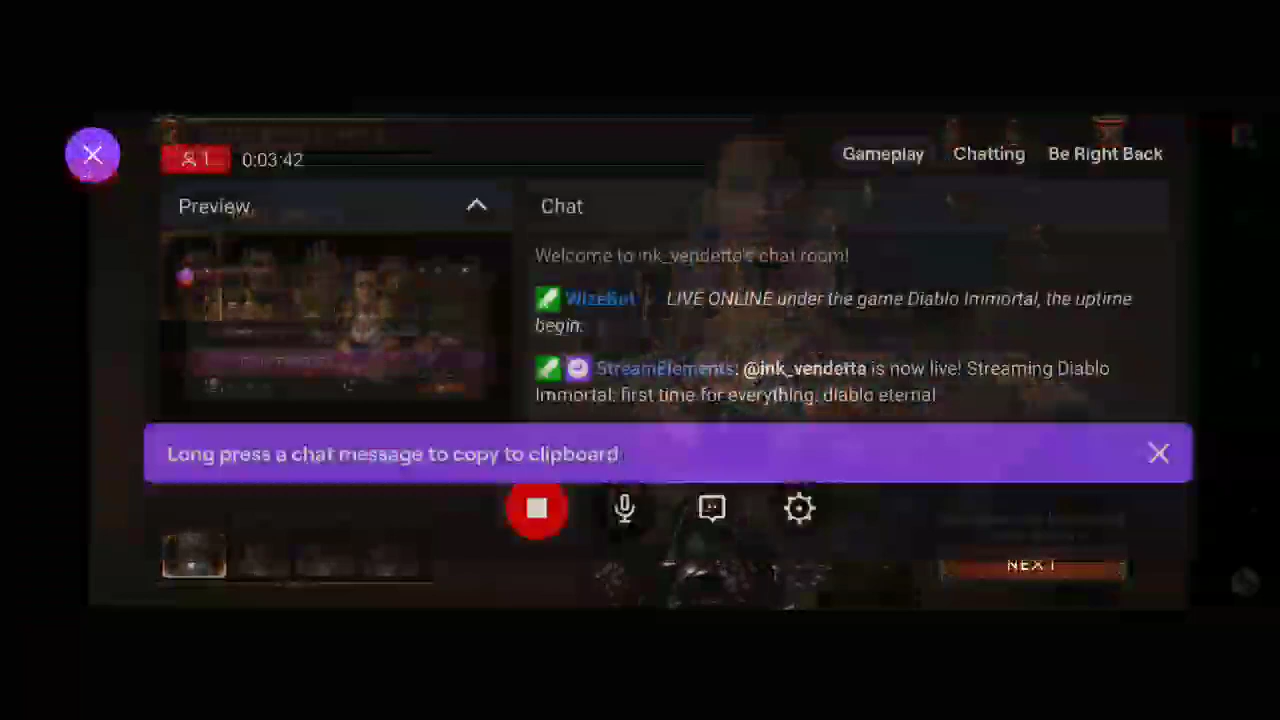 1 0:03:42 Gameplay Chatting Be Right Back
Preview
Chat
Welcome to ink_vendetta's chat room!
WizeBot LIVE ONLINE under the game Diablo Immortal, the uptime
begin.
StreamElements: @ink_vendetta is now live! Streaming Diablo
Immortal: first time for everything. diablo eternal
Long press a chat message to copy to clipboard
NEXT